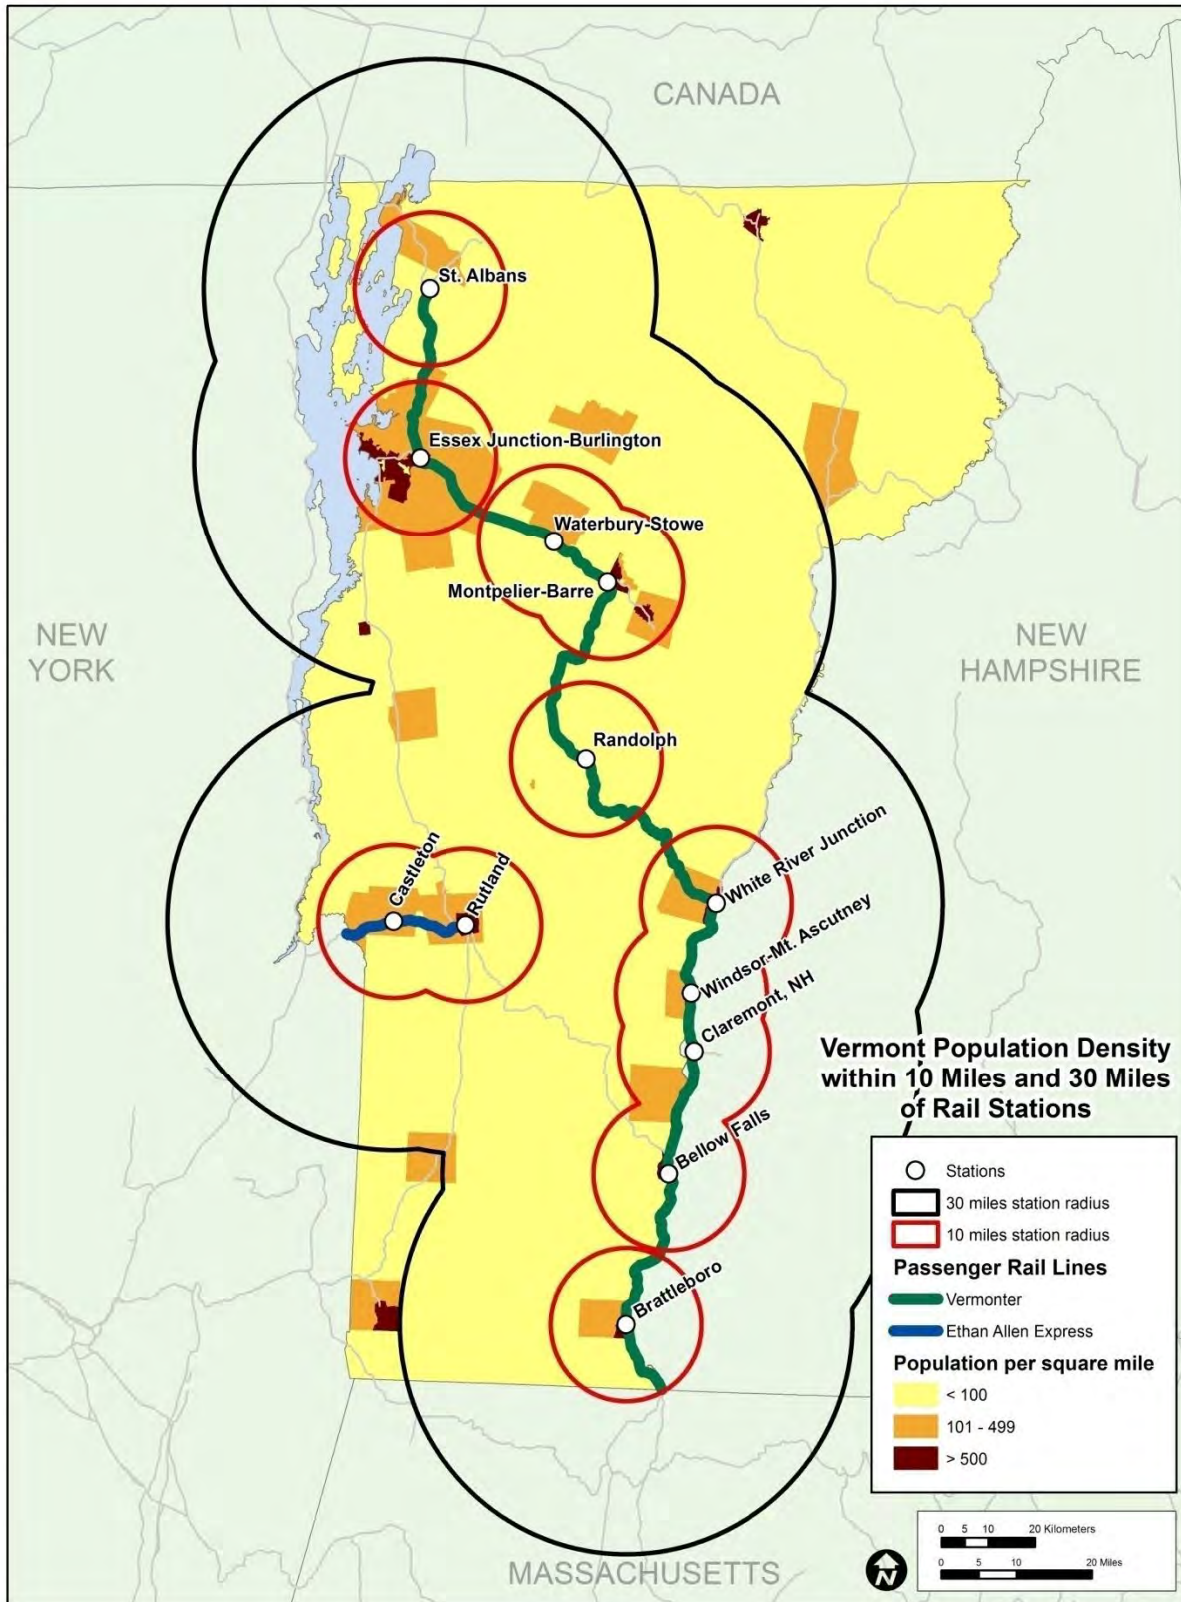 CANADA
St. Albans
Essex Junction-Burlington
Waterbury-Stowe
Montpelier-Barre
NEW
YORK
NEW
HAMPSHIRE
Randolph
Castleton
Rutland
White River Junction
Windsor-Mt. Ascutney
Claremont, NH
Bellow Falls
Brattleboro
MASSACHUSETTS
Vermont Population Density
within 10 Miles and 30 Miles
of Rail Stations
Stations
30 miles station radius
10 miles station radius
Passenger Rail Lines
Vermonter
Ethan Allen Express
Population per square mile
< 100
101 - 499
> 500
0 5 10 20 Kilometers
0 5 10 20 Miles
N